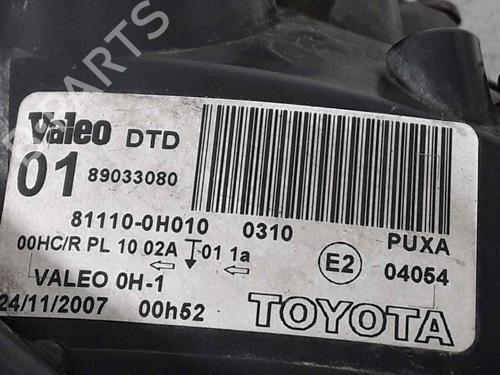 PARTS
Valeo DTD
01 89033080
81110-0H010 0310 PUXA
00HC/R PL 10 02A 01 1a E2 04054
VALEO 0H-1
24/11/2007 00h52 TOYOTA